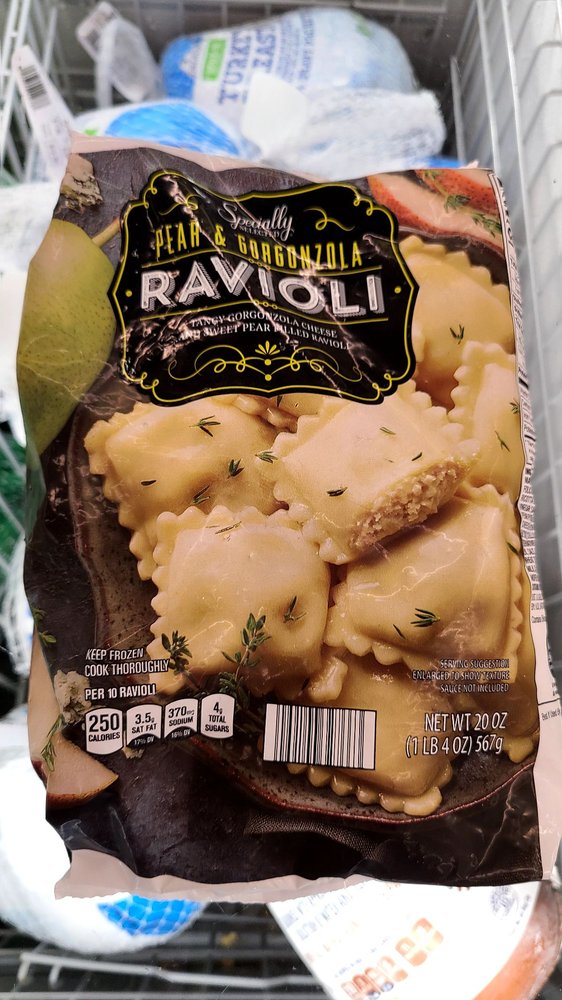 Specially
SELECTED
PEAR & GORGONZOLA
RAVIOLI
TANGY GORGONZOLA CHEESE
AND SWEET PEAR FILLED RAVIOLI
KEEP FROZEN
COOK THOROUGHLY
PER 10 RAVIOLI
250
CALORIES
3.5g
SAT FAT
17% DV
370mg
SODIUM
16% DV
4g
TOTAL
SUGARS
SERVING SUGGESTION
ENLARGED TO SHOW TEXTURE
SAUCE NOT INCLUDED
NET WT 20 OZ
(1 LB 4 OZ) 567g